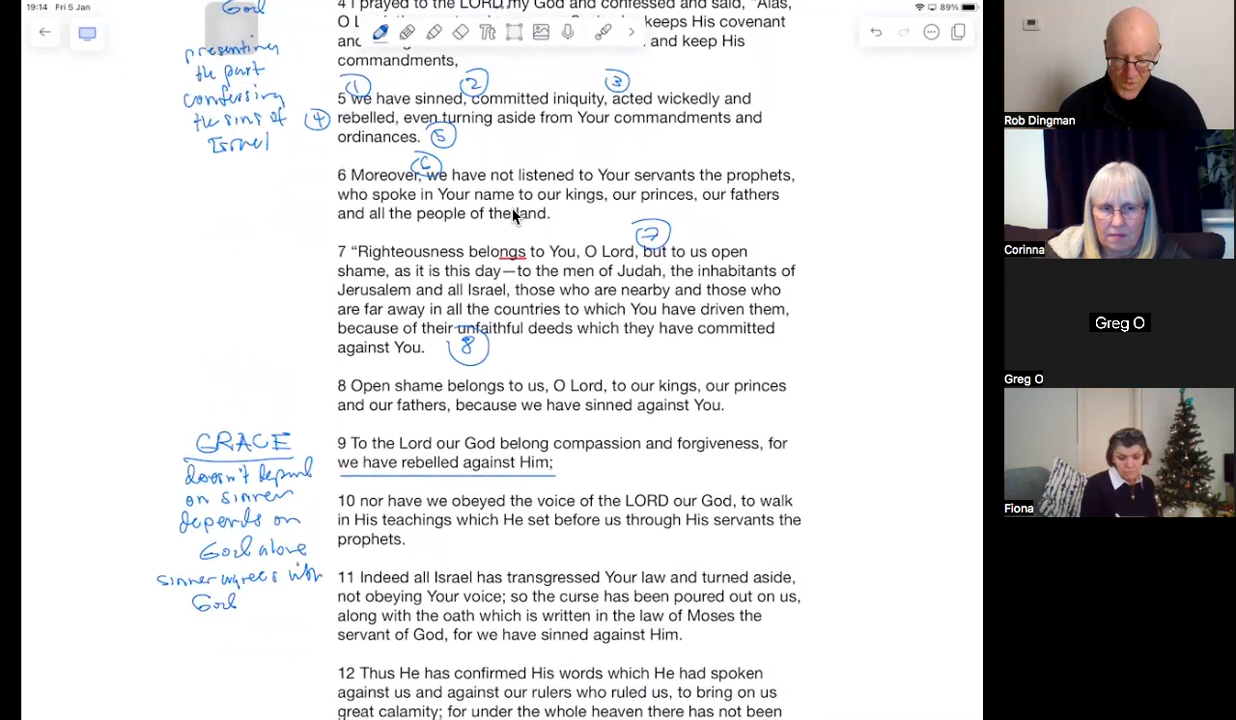 19:14 Fri 5 Jan
89%
God
presenting
the part
confessing
the sins of
Israel
4 I prayed to the LORD my God and confessed and said, "Alas,
O L
keeps His covenant
and
and keep His
commandments,
1 2 3
5 we have sinned, committed iniquity, acted wickedly and
4 rebelled, even turning aside from Your commandments and
ordinances. 5
6
6 Moreover, we have not listened to Your servants the prophets,
who spoke in Your name to our kings, our princes, our fathers
and all the people of the land.
7
7 “Righteousness belongs to You, O Lord, but to us open
shame, as it is this day—to the men of Judah, the inhabitants of
Jerusalem and all Israel, those who are nearby and those who
are far away in all the countries to which You have driven them,
because of their unfaithful deeds which they have committed
against You. 8
8 Open shame belongs to us, O Lord, to our kings, our princes
and our fathers, because we have sinned against You.
GRACE
doesn't depend
on sinner
depends on
God alone
sinner agrees with
God
9 To the Lord our God belong compassion and forgiveness, for
we have rebelled against Him;
10 nor have we obeyed the voice of the LORD our God, to walk
in His teachings which He set before us through His servants the
prophets.
11 Indeed all Israel has transgressed Your law and turned aside,
not obeying Your voice; so the curse has been poured out on us,
along with the oath which is written in the law of Moses the
servant of God, for we have sinned against Him.
12 Thus He has confirmed His words which He had spoken
against us and against our rulers who ruled us, to bring on us
great calamity; for under the whole heaven there has not been
Rob Dingman
Corinna
Greg O
Greg O
Fiona